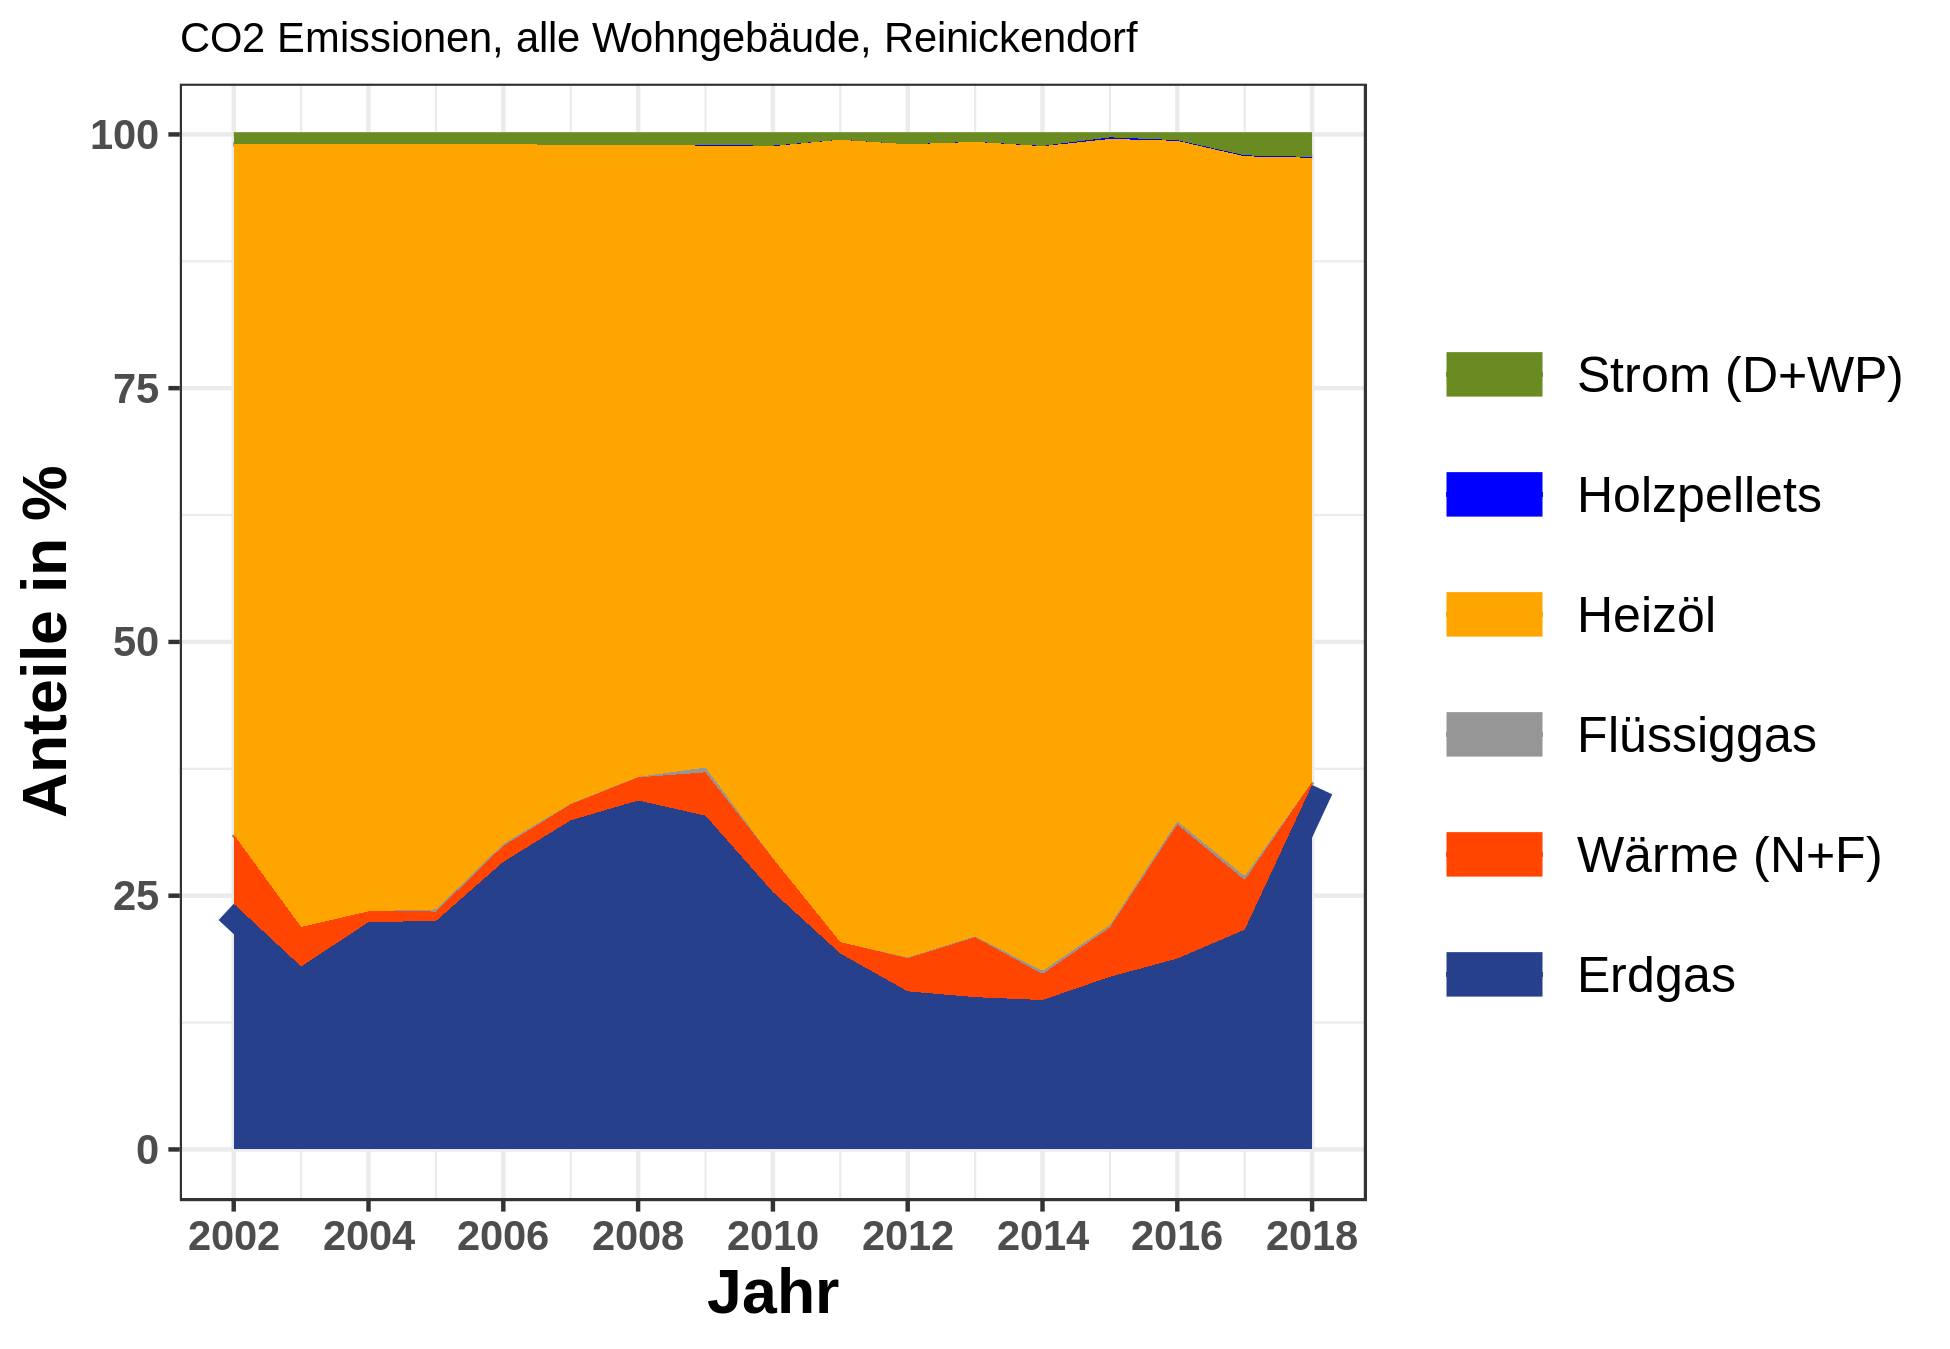 CO2 Emissionen, alle Wohngebäude, Reinickendorf
Anteile in %
100
75
50
25
0
2002 2004 2006 2008 2010 2012 2014 2016 2018
Jahr
Strom (D+WP)
Holzpellets
Heizöl
Flüssiggas
Wärme (N+F)
Erdgas